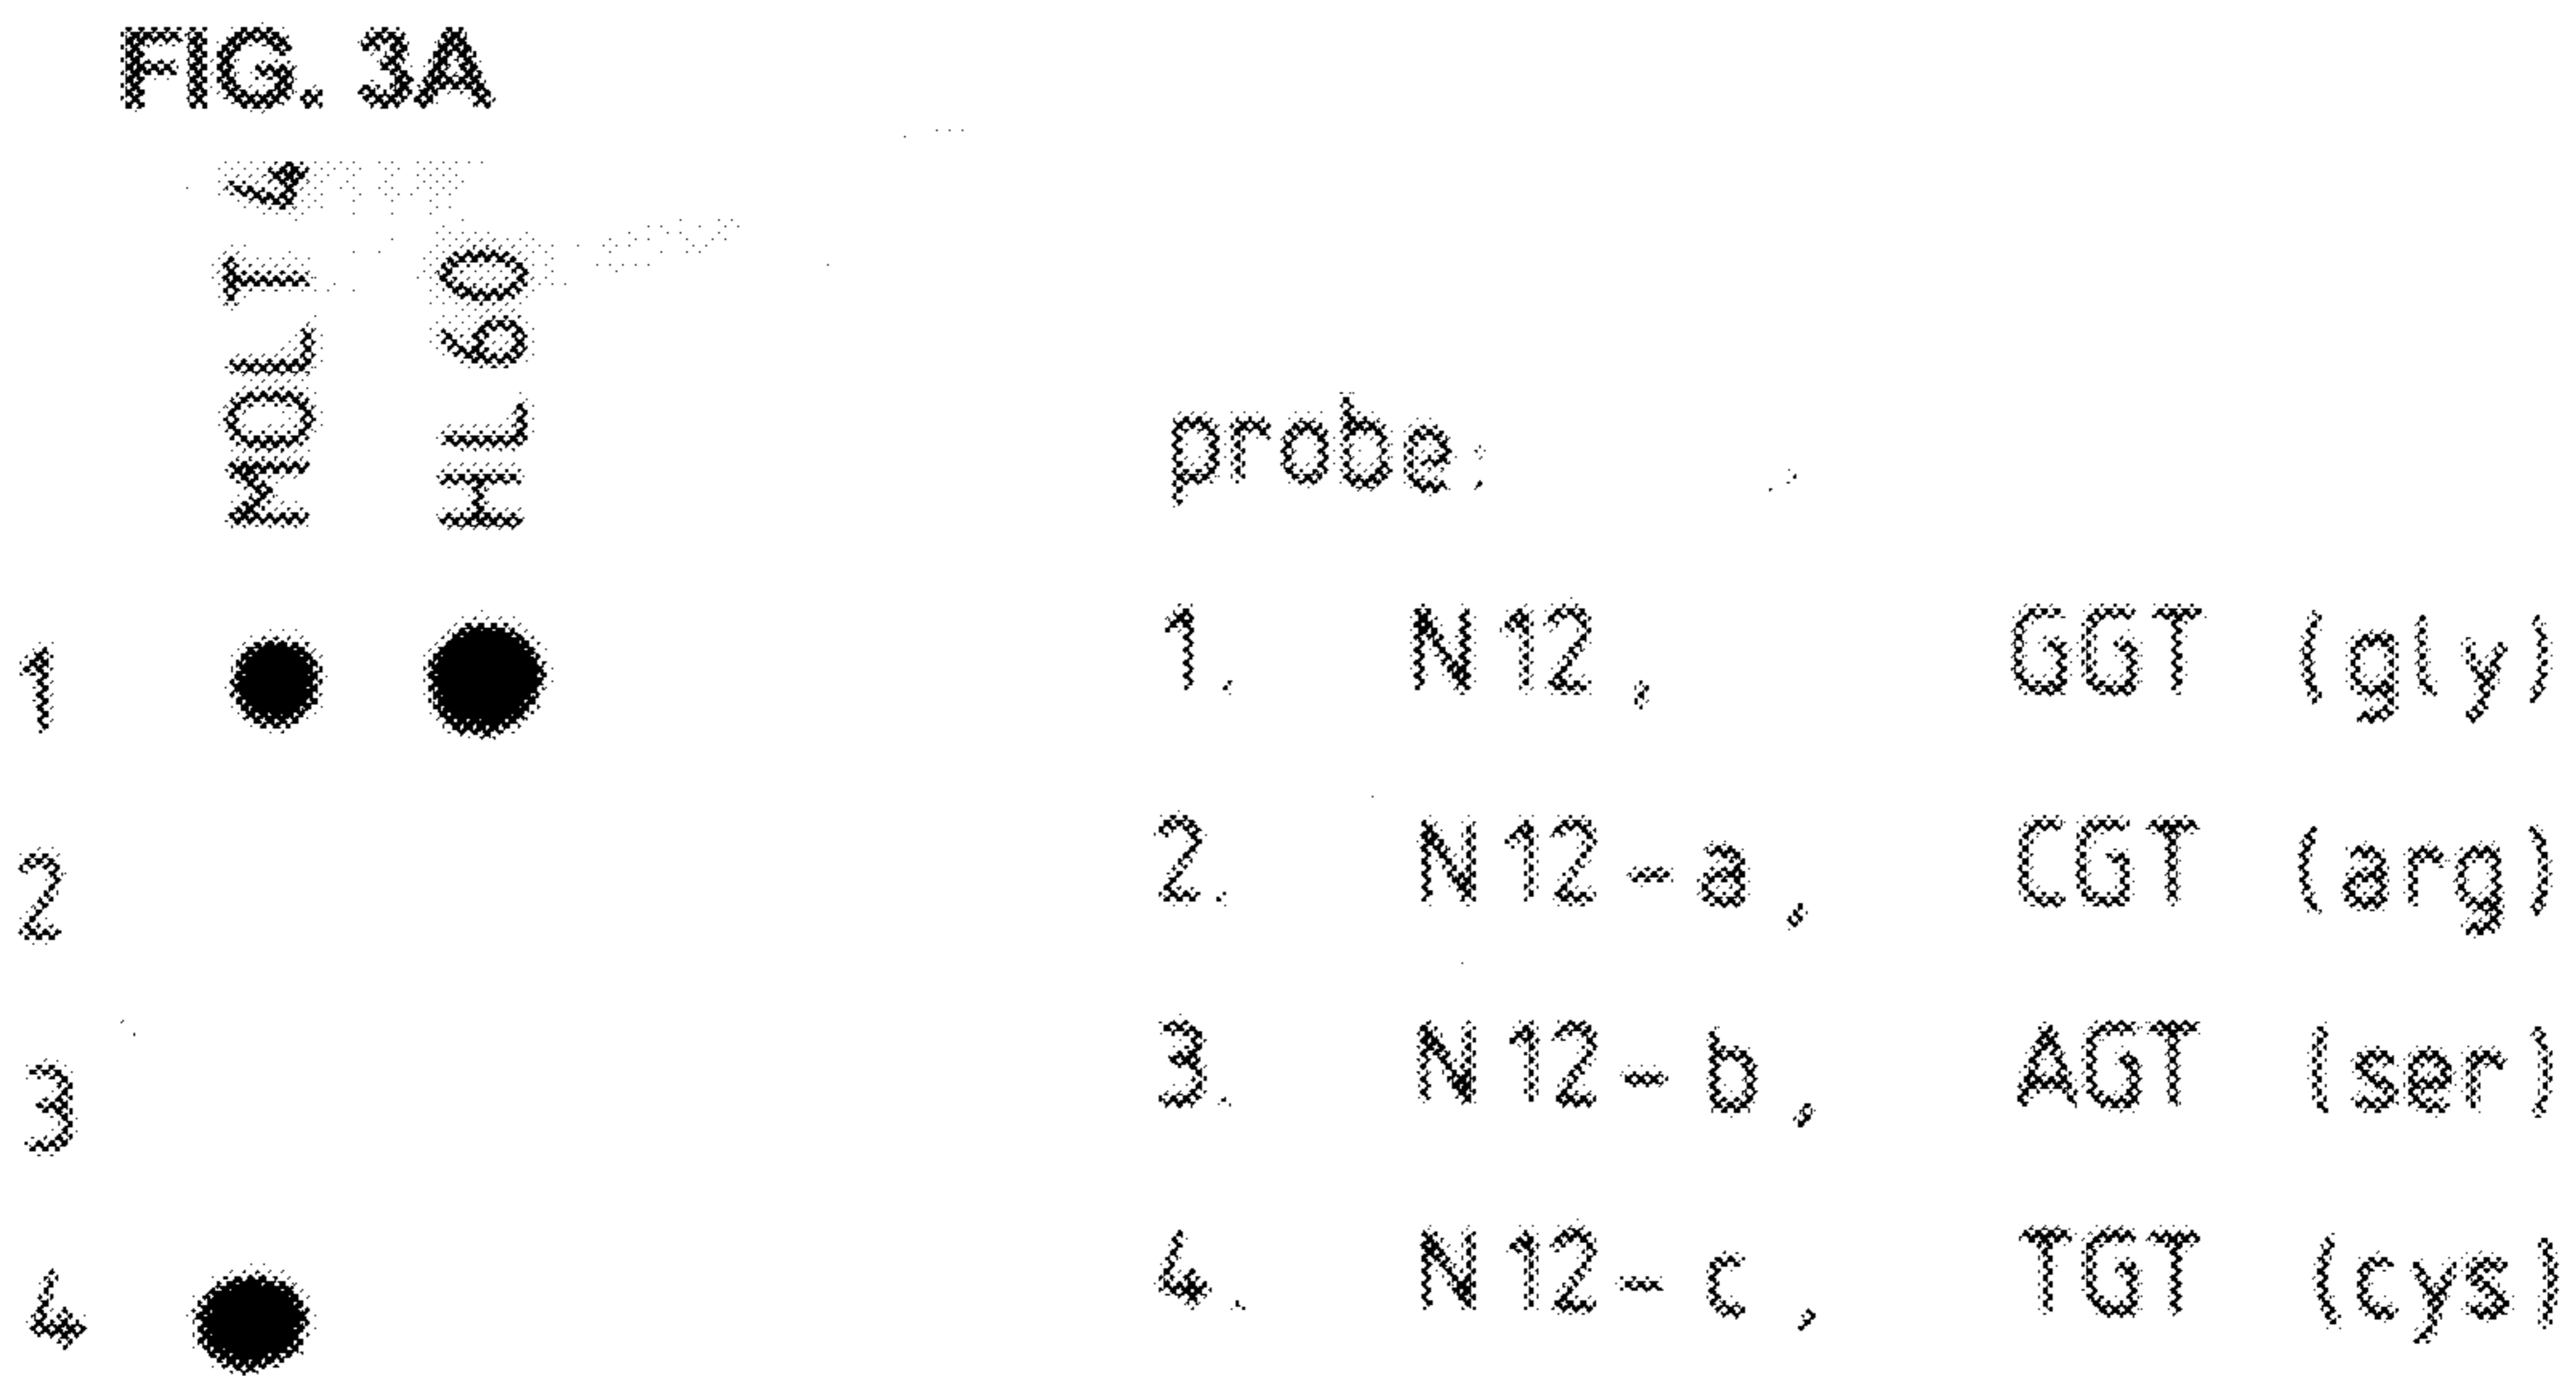 FIG. 3A
MOLT 4
HL 60
probe:
1
2
3
4
1. N12, GGT (gly)
2. N12-a, CGT (arg)
3. N12-b, AGT (ser)
4. N12-c, TGT (cys)